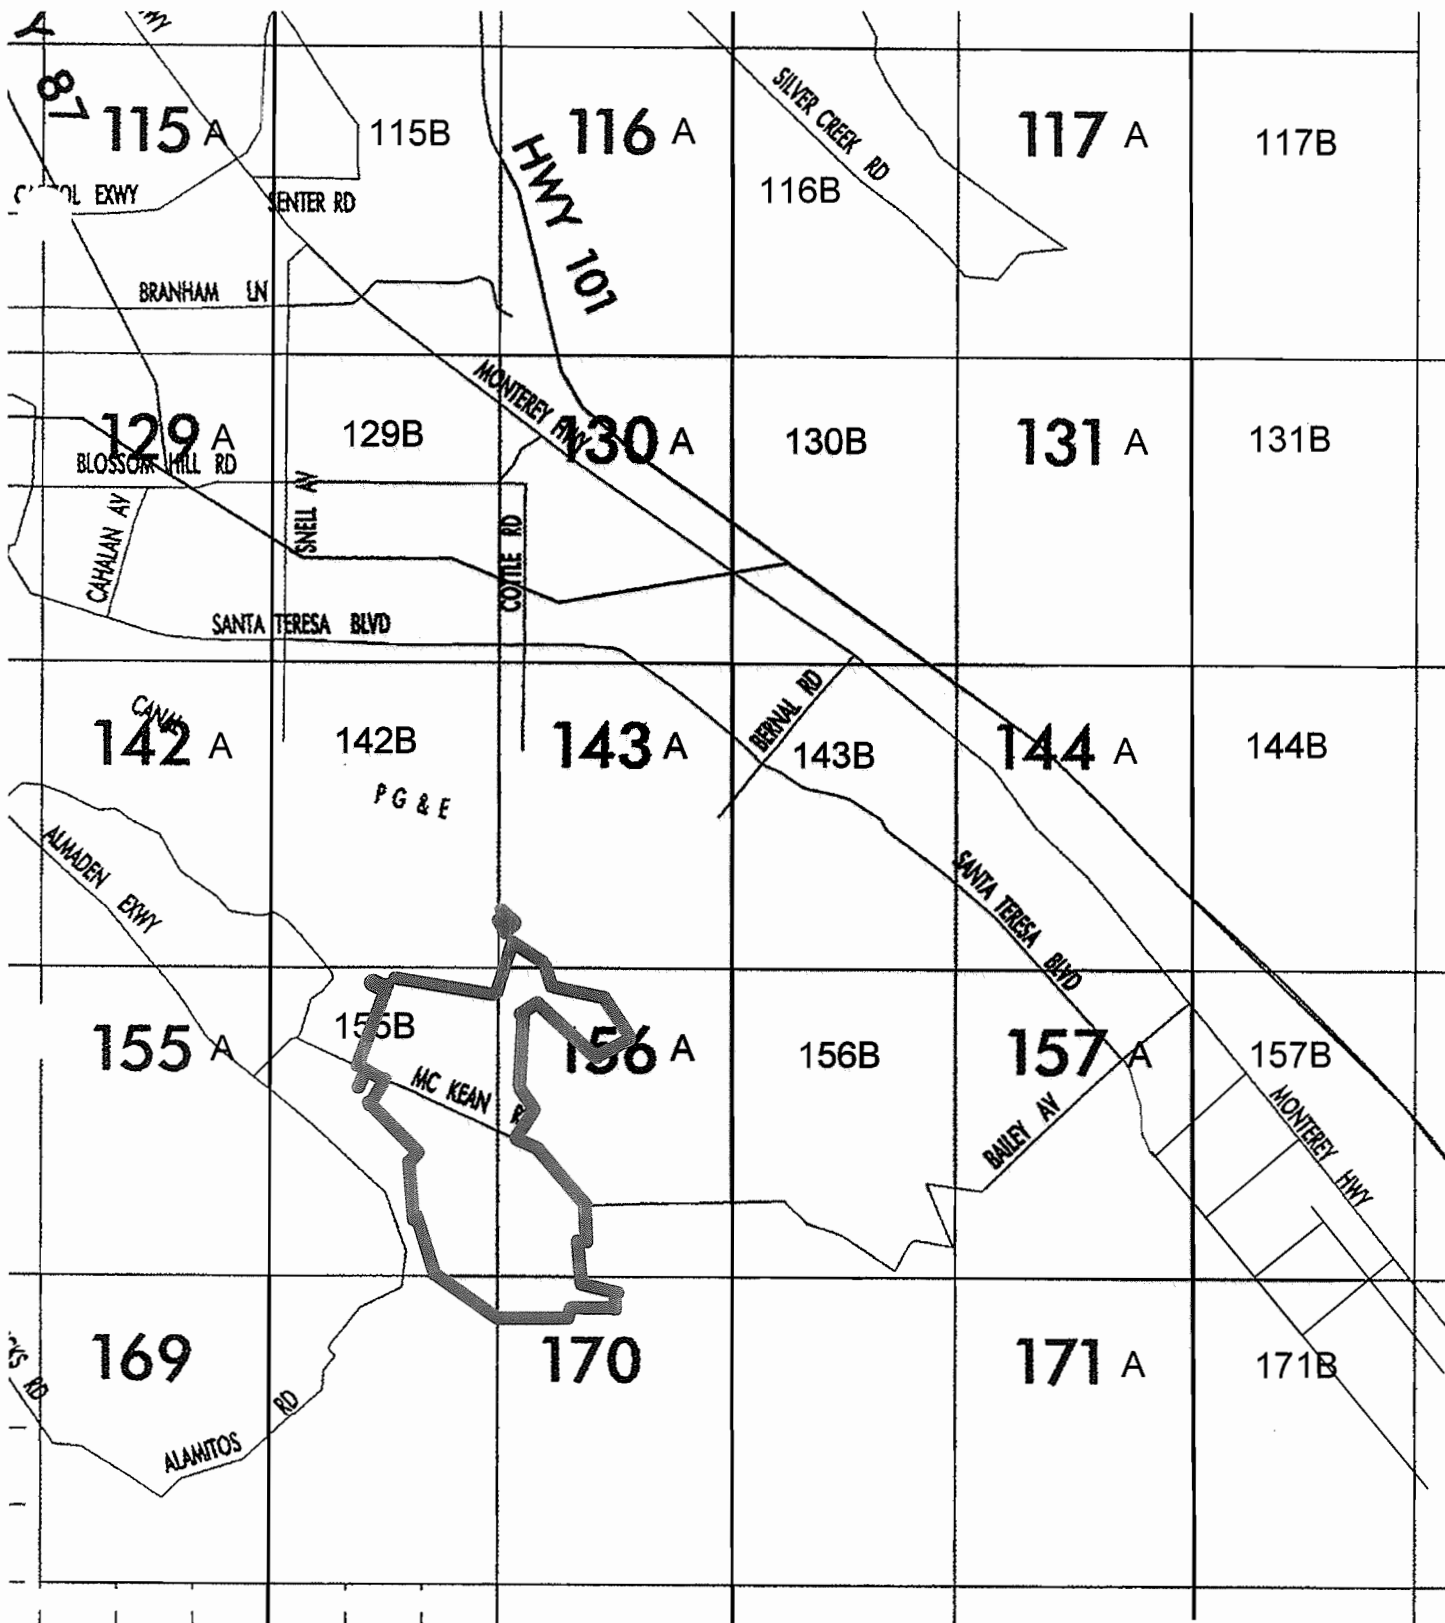 Y
87
115 A
115B
116 A
SILVER CREEK RD
117 A
117B
116B
EXWY
SENTER RD
HWY 101
BRANHAM LN
MONTEREY HWY
129 A
129B
130 A
130B
131 A
131B
BLOSSOM HILL RD
SNELL AV
CAHALAN AV
COTTLE RD
SANTA TERESA BLVD
CANAL
142 A
142B
143 A
BERNAL RD
143B
144 A
144B
P G & E
ALMADEN EXWY
SANTA TERESA BLVD
155 A
155B
156 A
156B
157 A
157B
MC KEAN
BAILEY AV
MONTEREY HWY
169
170
171 A
171B
RD
ALAMITOS RD